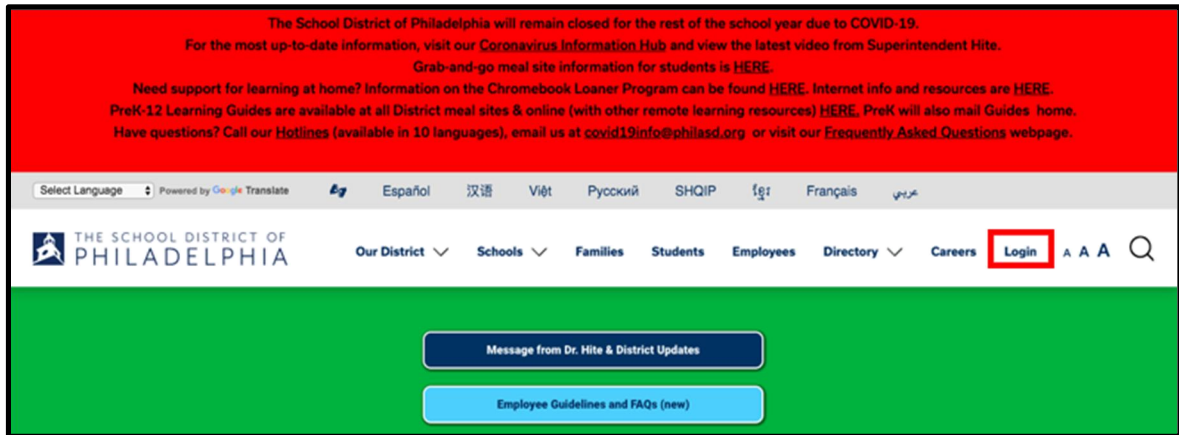 The School District of Philadelphia will remain closed for the rest of the school year due to COVID-19.
For the most up-to-date information, visit our Coronavirus Information Hub and view the latest video from Superintendent Hite.
Grab-and-go meal site information for students is HERE.
Need support for learning at home? Information on the Chromebook Loaner Program can be found HERE. Internet info and resources are HERE.
PreK-12 Learning Guides are available at all District meal sites & online (with other remote learning resources) HERE. PreK will also mail Guides home.
Have questions? Call our Hotlines (available in 10 languages), email us at covid19info@philasd.org or visit our Frequently Asked Questions webpage.
Select Language Powered by Google Translate Español 汉语 Việt Русский SHQIP ខ្មែរ Français عربي
THE SCHOOL DISTRICT OF
PHILADELPHIA
Our District Schools Families Students Employees Directory Careers Login A A A
Message from Dr. Hite & District Updates
Employee Guidelines and FAQs (new)